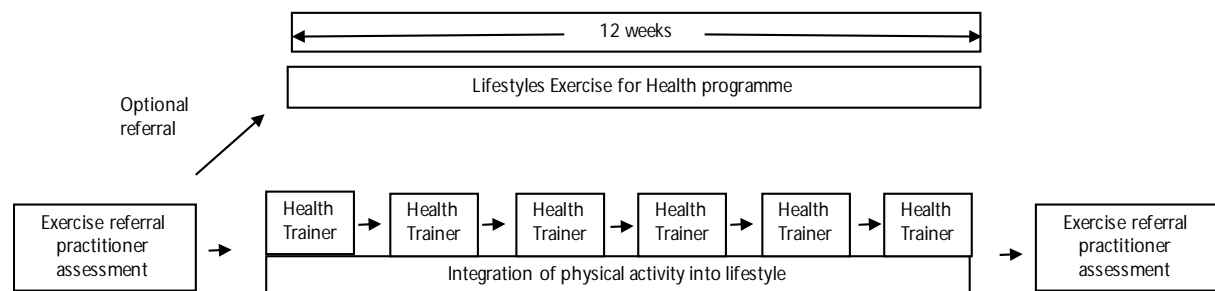 12 weeks
Lifestyles Exercise for Health programme
Optional
referral
Exercise referral
practitioner
assessment
Health
Trainer
Health
Trainer
Health
Trainer
Health
Trainer
Health
Trainer
Health
Trainer
Integration of physical activity into lifestyle
Exercise referral
practitioner
assessment